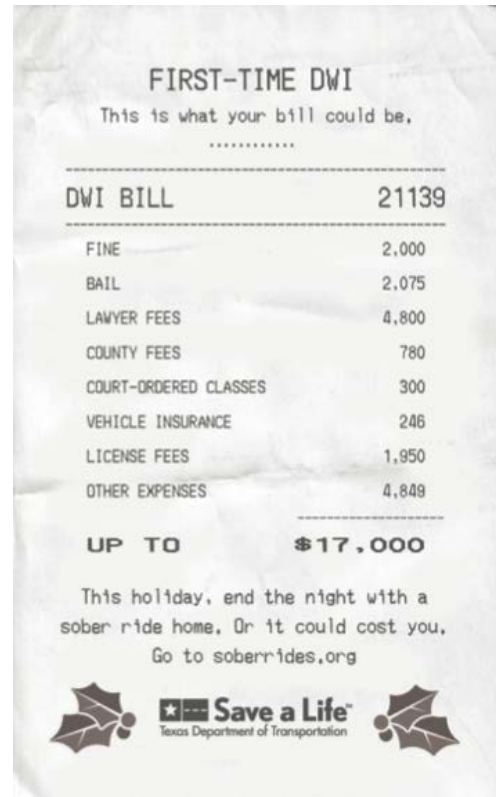 FIRST-TIME DWI
This is what your bill could be.
............
DWI BILL 21139
FINE 2,000
BAIL 2,075
LAWYER FEES 4,800
COUNTY FEES 780
COURT-ORDERED CLASSES 300
VEHICLE INSURANCE 246
LICENSE FEES 1,950
OTHER EXPENSES 4,849
UP TO $17,000
This holiday, end the night with a
sober ride home. Or it could cost you.
Go to soberrides.org
Save a Life™
Texas Department of Transportation